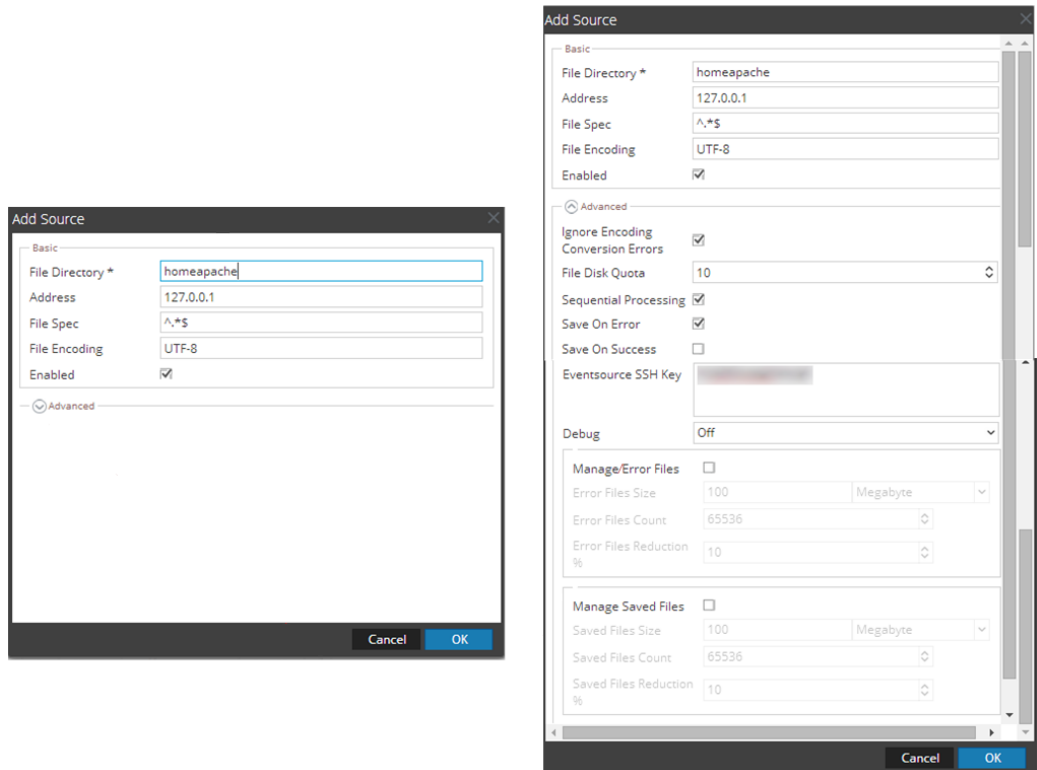 Add Source
Basic
File Directory * homeapache
Address 127.0.0.1
File Spec ^.*$
File Encoding UTF-8
Enabled
Advanced
Cancel OK
Add Source
Basic
File Directory * homeapache
Address 127.0.0.1
File Spec ^.*$
File Encoding UTF-8
Enabled
Advanced
Ignore Encoding
Conversion Errors
File Disk Quota 10
Sequential Processing
Save On Error
Save On Success
Eventsource SSH Key
Debug Off
Manage/Error Files
Error Files Size 100 Megabyte
Error Files Count 65536
Error Files Reduction
% 10
Manage Saved Files
Saved Files Size 100 Megabyte
Saved Files Count 65536
Saved Files Reduction
% 10
Cancel OK